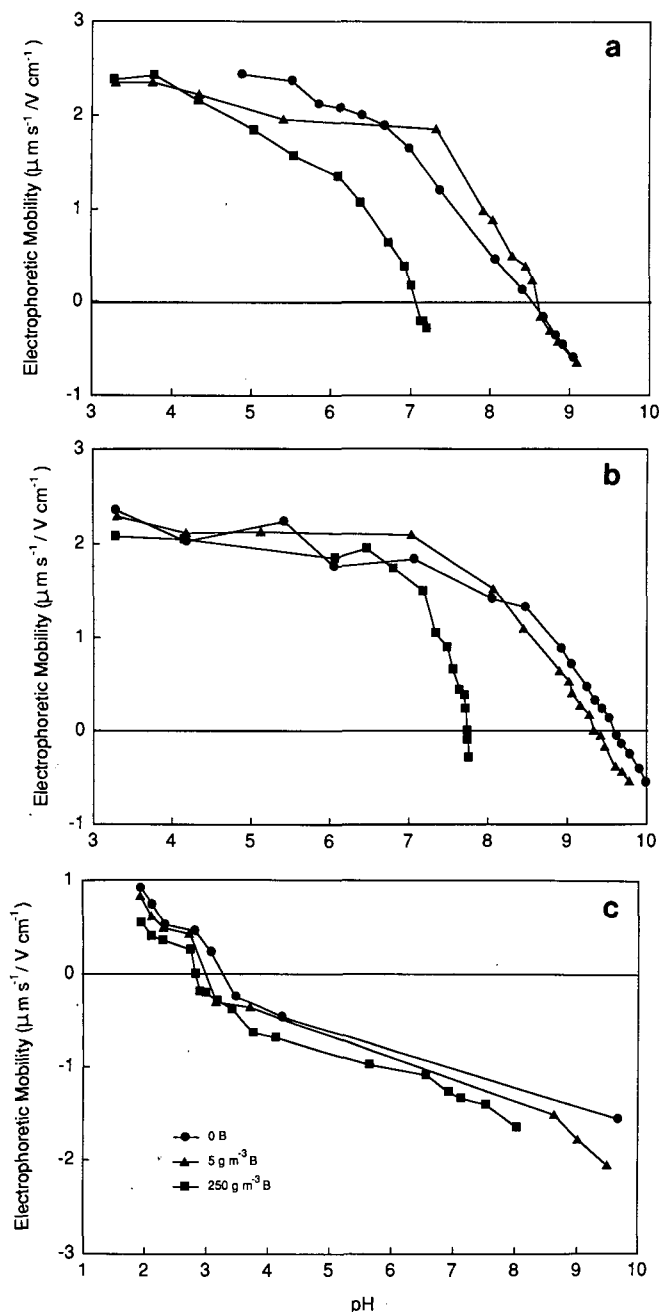 a
3
2
1
0
-1
Electrophoretic Mobility (μm s⁻¹ /V cm⁻¹)
3 4 5 6 7 8 9 10
b
3
2
1
0
-1
Electrophoretic Mobility (μm s⁻¹/ V cm⁻¹)
3 4 5 6 7 8 9 10
c
1
0
-1
-2
-3
Electrophoretic Mobility (μm s⁻¹/ V cm⁻¹)
0 B
5 g m⁻³ B
250 g m⁻³ B
1 2 3 4 5 6 7 8 9 10
pH